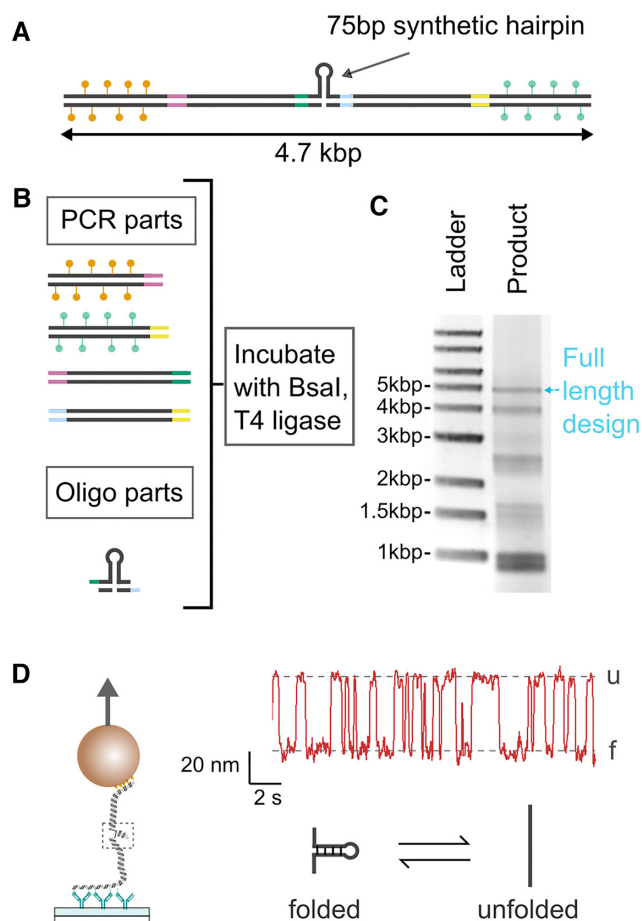 A
75bp synthetic hairpin
4.7 kbp
B
PCR parts
Oligo parts
Incubate
with BsaI,
T4 ligase
C
Ladder
Product
5kbp
4kbp
3kbp
2kbp
1.5kbp
1kbp
Full
length
design
D
20 nm
2 s
u
f
folded
unfolded